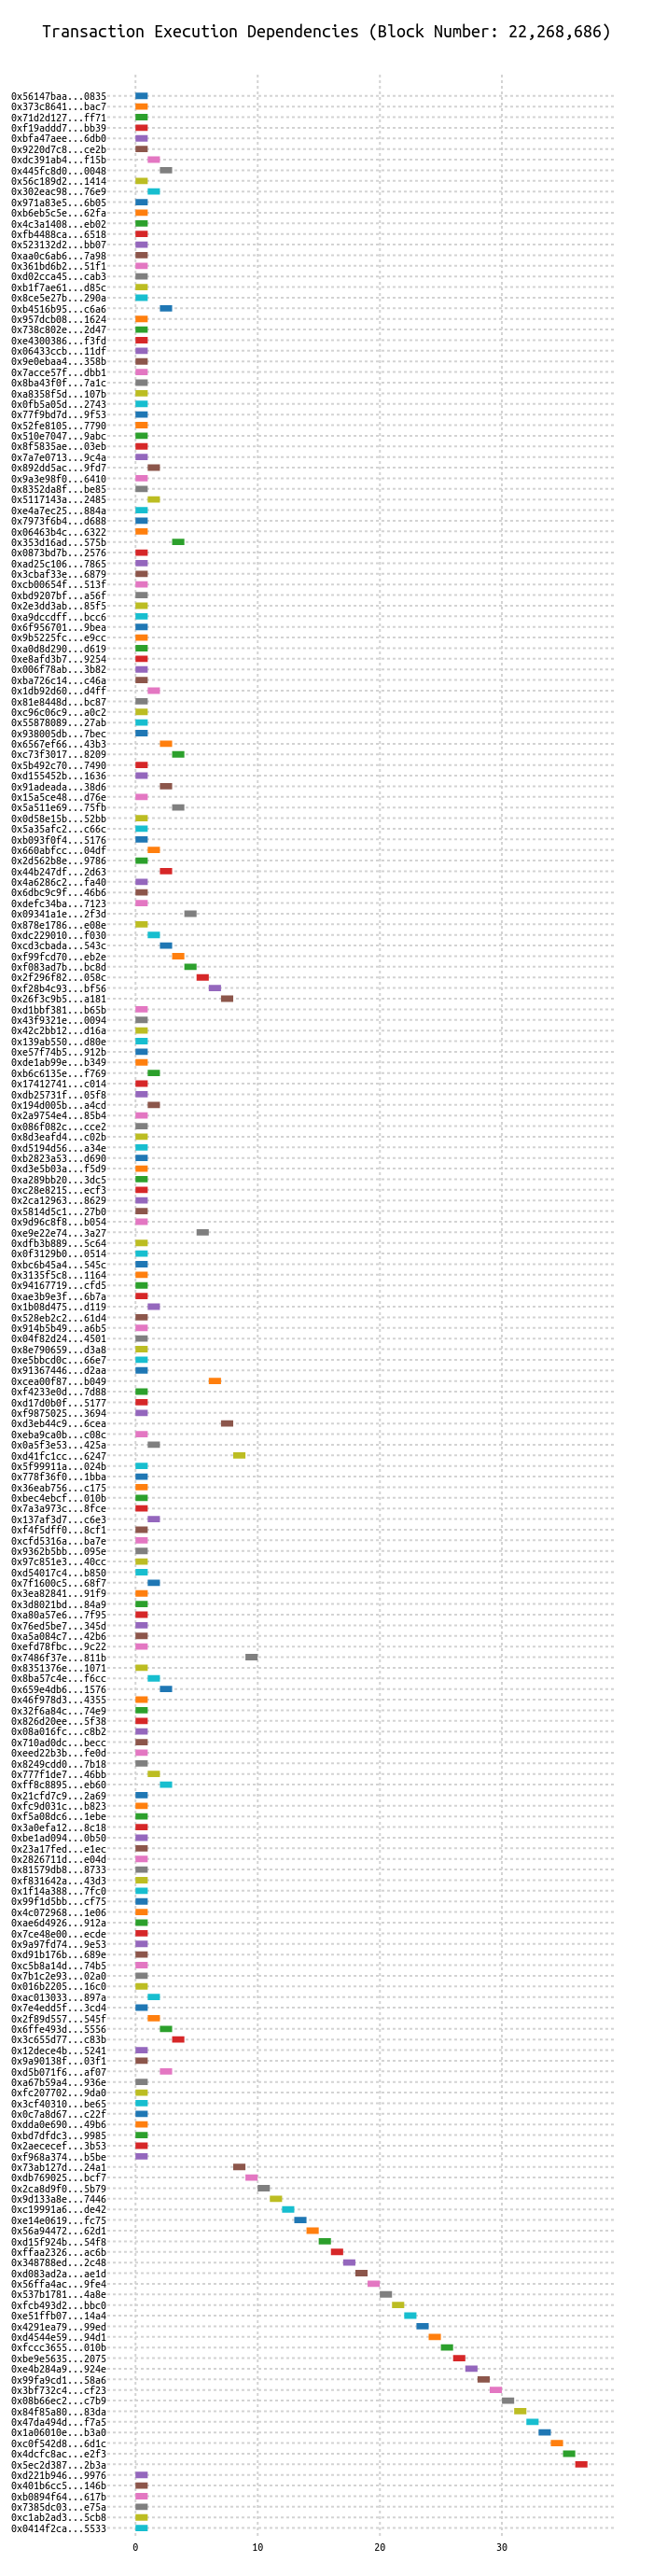 Transaction Execution Dependencies (Block Number: 22,268,686)
0x56147baa...0835
0x373c8641...bac7
0x71d2d127...ff71
0xf19addd7...bb39
0xbfa47aee...6db0
0x9220d7c8...ce2b
0xdc391ab4...f15b
0x445fc8d0...0048
0x56c189d2...1414
0x302eac98...76e9
0x971a83e5...6b05
0xb6eb5c5e...62fa
0x4c3a1408...eb02
0xfb4488ca...6518
0x523132d2...bb07
0xaa0c6ab6...7a98
0x361bd6b2...51f1
0xd02cca45...cab3
0xb1f7ae61...d85c
0x8ce5e27b...290a
0xb4516b95...c6a6
0x957dcb08...1624
0x738c802e...2d47
0xe4300386...f3fd
0x06433ccb...11df
0x9e0ebaa4...358b
0x7acce57f...dbb1
0x8ba43f0f...7a1c
0xa8358f5d...107b
0x0fb5a05d...2743
0x77f9bd7d...9f53
0x52fe8105...7790
0x510e7047...9abc
0x8f5835ae...03eb
0x7a7e0713...9c4a
0x892dd5ac...9fd7
0x9a3e98f0...6410
0x8352da8f...be85
0x5117143a...2485
0xe4a7ec25...884a
0x7973f6b4...d688
0x06463b4c...6322
0x353d16ad...575b
0x0873bd7b...2576
0xad25c106...7865
0x3cbaf33e...6879
0xcb00654f...513f
0xbd9207bf...a56f
0x2e3dd3ab...85f5
0xa9dccdff...bcc6
0x6f956701...9bea
0x9b5225fc...e9cc
0xa0d8d290...d619
0xe8afd3b7...9254
0x006f78ab...3b82
0xba726c14...c46a
0x1db92d60...d4ff
0x81e8448d...bc87
0xc96c06c9...a0c2
0x55878089...27ab
0x938005db...7bec
0x6567ef66...43b3
0xc73f3017...8209
0x5b492c70...7490
0xd155452b...1636
0x91adeada...38d6
0x15a5ce48...d76e
0x5a511e69...75fb
0x0d58e15b...52bb
0x5a35afc2...c66c
0xb093f0f4...5176
0x660abfcc...04df
0x2d562b8e...9786
0x44b247df...2d63
0x4a6286c2...fa40
0x6dbc9c9f...46b6
0xdefc34ba...7123
0x09341a1e...2f3d
0x878e1786...e08e
0xdc229010...f030
0xcd3cbada...543c
0xf99fcd70...eb2e
0xf083ad7b...bc8d
0x2f296f82...058c
0xf28b4c93...bf56
0x26f3c9b5...a181
0xd1bbf381...b65b
0x43f9321e...0094
0x42c2bb12...d16a
0x139ab550...d80e
0xe57f74b5...912b
0xde1ab99e...b349
0xb6c6135e...f769
0x17412741...c014
0xdb25731f...05f8
0x194d005b...a4cd
0x2a9754e4...85b4
0x086f082c...cce2
0x8d3eafd4...c02b
0xd5194d56...a34e
0xb2823a53...d690
0xd3e5b03a...f5d9
0xa289bb20...3dc5
0xc28e8215...ecf3
0x2ca12963...8629
0x5814d5c1...27b0
0x9d96c8f8...b054
0xe9e22e74...3a27
0xdfb3b889...5c64
0x0f3129b0...0514
0xbc6b45a4...545c
0x3135f5c8...1164
0x94167719...cfd5
0xae3b9e3f...6b7a
0x1b08d475...d119
0x528eb2c2...61d4
0x914b5b49...a6b5
0x04f82d24...4501
0x8e790659...d3a8
0xe5bbcd0c...66e7
0x91367446...d2aa
0xcea00f87...b049
0xf4233e0d...7d88
0xd17d0b0f...5177
0xf9875025...3694
0xd3eb44c9...6cea
0xeba9ca0b...c08c
0x0a5f3e53...425a
0xd41fc1cc...6247
0x5f99911a...024b
0x778f36f0...1bba
0x36eab756...c175
0xbec4ebcf...010b
0x7a3a973c...8fce
0x137af3d7...c6e3
0xf4f5dff0...8cf1
0xcfd5316a...ba7e
0x9362b5bb...095e
0x97c851e3...40cc
0xd54017c4...b850
0x7f1600c5...68f7
0x3ea82841...91f9
0x3d8021bd...84a9
0xa80a57e6...7f95
0x76ed5be7...345d
0xa5a084c7...42b6
0xefd78fbc...9c22
0x7486f37e...811b
0x8351376e...1071
0x8ba57c4e...f6cc
0x659e4db6...1576
0x46f978d3...4355
0x32f6a84c...74e9
0x826d20ee...5f38
0x08a016fc...c8b2
0x710ad0dc...becc
0xeed22b3b...fe0d
0x8249cdd0...7b18
0x777f1de7...46bb
0xff8c8895...eb60
0x21cfd7c9...2a69
0xfc9d031c...b823
0xf5a08dc6...1ebe
0x3a0efa12...8c18
0xbe1ad094...0b50
0x23a17fed...e1ec
0x2826711d...e04d
0x81579db8...8733
0xf831642a...43d3
0x1f14a388...7fc0
0x99f1d5bb...cf75
0x4c072968...1e06
0xae6d4926...912a
0x7ce48e00...ecde
0x9a97fd74...9e53
0xd91b176b...689e
0xc5b8a14d...74b5
0x7b1c2e93...02a0
0x016b2205...16c0
0xac013033...897a
0x7e4edd5f...3cd4
0x2f89d557...545f
0x6ffe493d...5556
0x3c655d77...c83b
0x12dece4b...5241
0x9a90138f...03f1
0xd5b071f6...af07
0xa67b59a4...936e
0xfc207702...9da0
0x3cf40310...be65
0x0c7a8d67...c22f
0xdda0e690...49b6
0xbd7dfdc3...9985
0x2aececef...3b53
0xf968a374...b5be
0x73ab127d...24a1
0xdb769025...bcf7
0x2ca8d9f0...5b79
0x9d133a8e...7446
0xc19991a6...de42
0xe14e0619...fc75
0x56a94472...62d1
0xd15f924b...54f8
0xffaa2326...ac6b
0x348788ed...2c48
0xd083ad2a...ae1d
0x56ffa4ac...9fe4
0x537b1781...4a8e
0xfcb493d2...bbc0
0xe51ffb07...14a4
0x4291ea79...99ed
0xd4544e59...94d1
0xfccc3655...010b
0xbe9e5635...2075
0xe4b284a9...924e
0x99fa9cd1...58a6
0x3bf732c4...cf23
0x08b66ec2...c7b9
0x84f85a80...83da
0x47da494d...f7a5
0x1a06010e...b3a0
0xc0f542d8...6d1c
0x4dcfc8ac...e2f3
0x5ec2d387...2b3a
0xd221b946...9976
0x401b6cc5...146b
0xb0894f64...617b
0x7385dc03...e75a
0xc1ab2ad3...5cb8
0x0414f2ca...5533
0 10 20 30